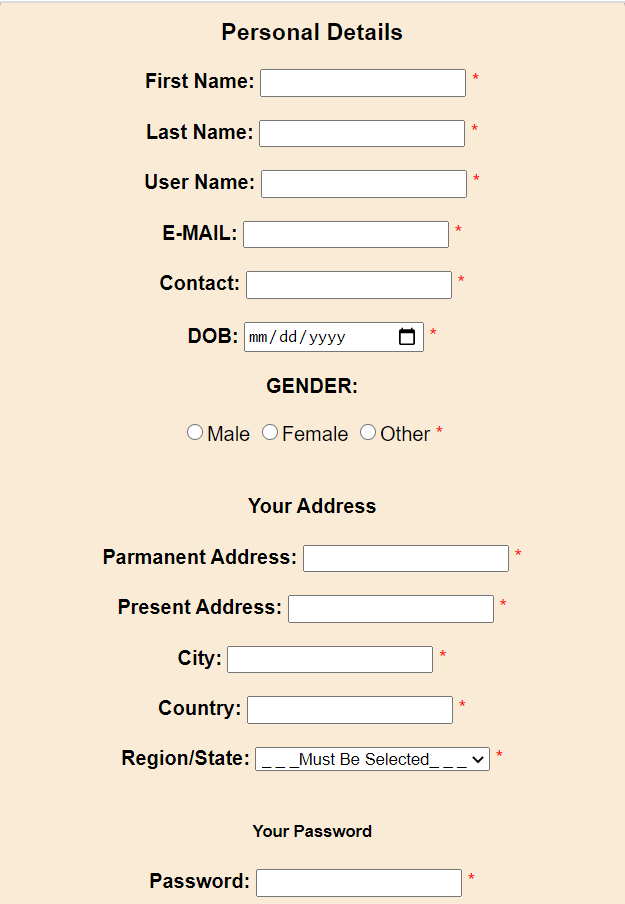 Personal Details
First Name: *
Last Name: *
User Name: *
E-MAIL: *
Contact: *
DOB: mm/dd/yyyy *
GENDER:
Male Female Other *
Your Address
Parmanent Address: *
Present Address: *
City: *
Country: *
Region/State: _ _ _Must Be Selected_ _ _ *
Your Password
Password: *